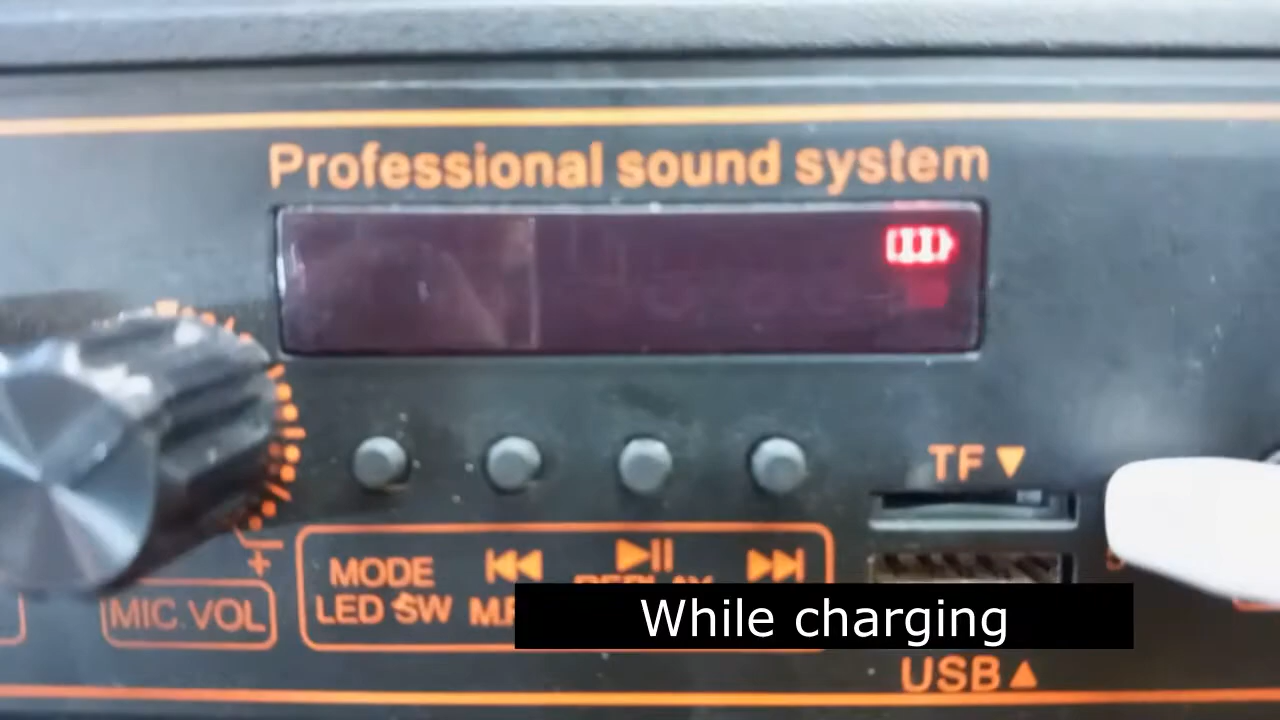 Professional sound system
TF▼
MODE
LED SW
MIC.VOL
While charging
USB▲